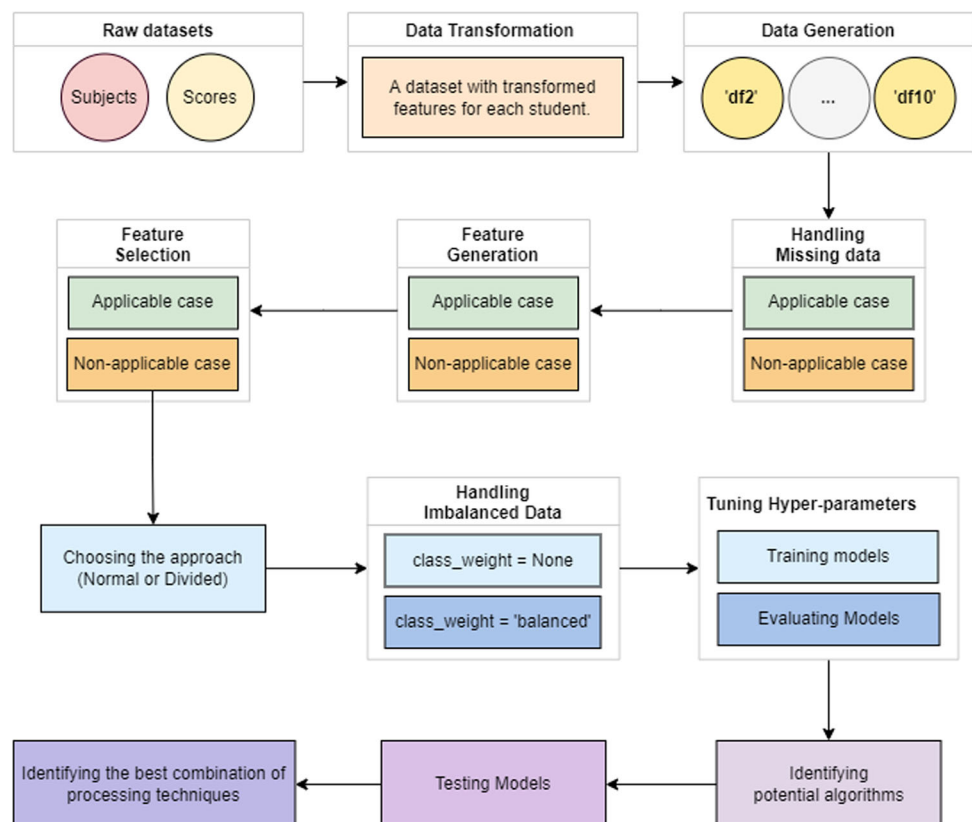 Raw datasets
Subjects
Scores
Data Transformation
A dataset with transformed
features for each student.
Data Generation
'df2'
...
'df10'
Handling
Missing data
Applicable case
Non-applicable case
Feature
Generation
Applicable case
Non-applicable case
Feature
Selection
Applicable case
Non-applicable case
Choosing the approach
(Normal or Divided)
Handling
Imbalanced Data
class_weight = None
class_weight = 'balanced'
Tuning Hyper-parameters
Training models
Evaluating Models
Identifying
potential algorithms
Testing Models
Identifying the best combination of
processing techniques